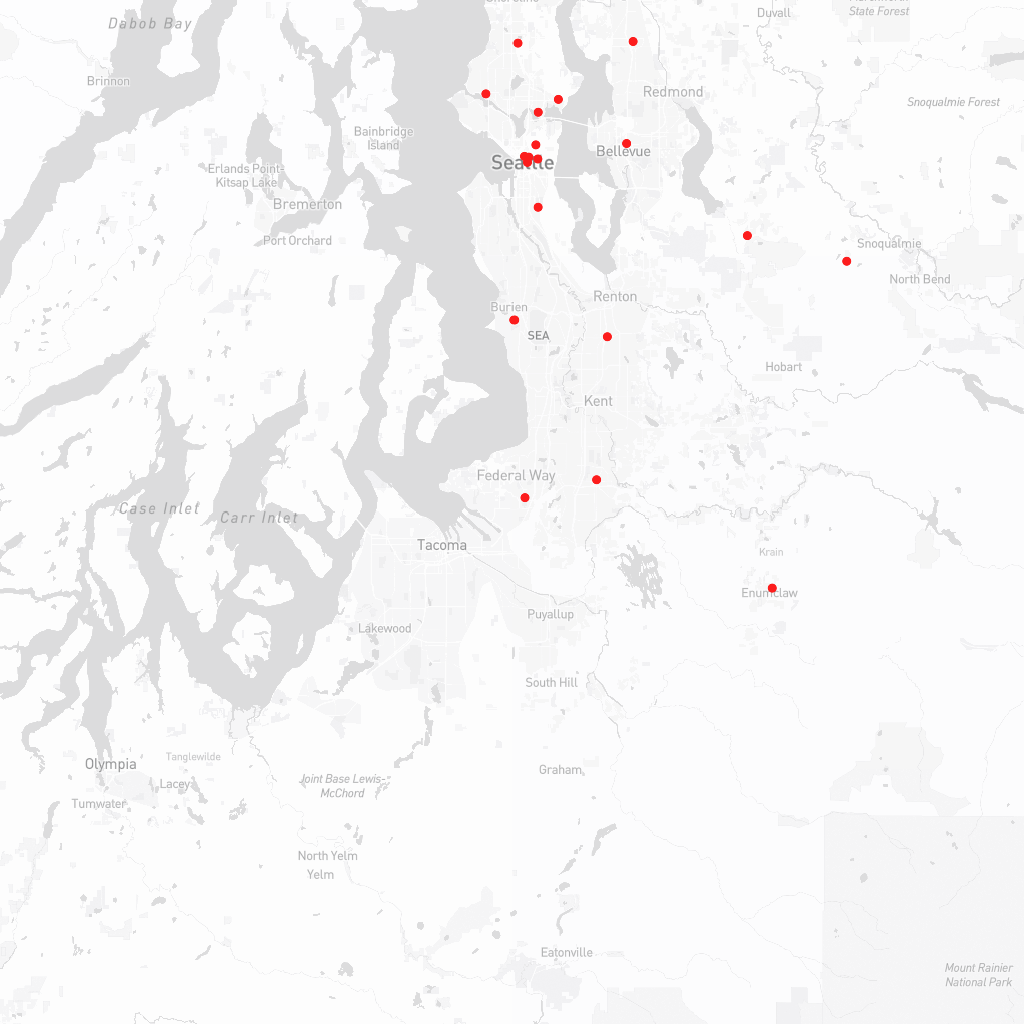 Shoreline
Duvall
State Forest
Dabob Bay
Brinnon
Redmond
Snoqualmie Forest
Bainbridge
Island
Seattle
Bellevue
Erlands Point-
Kitsap Lake
Bremerton
Port Orchard
Snoqualmie
North Bend
Renton
Burien
SEA
Hobart
Kent
Federal Way
Case Inlet
Carr Inlet
Tacoma
Krain
Enumclaw
Puyallup
Lakewood
South Hill
Tanglewilde
Olympia
Lacey
Tumwater
Joint Base Lewis-
McChord
Graham
North Yelm
Yelm
Eatonville
Mount Rainier
National Park